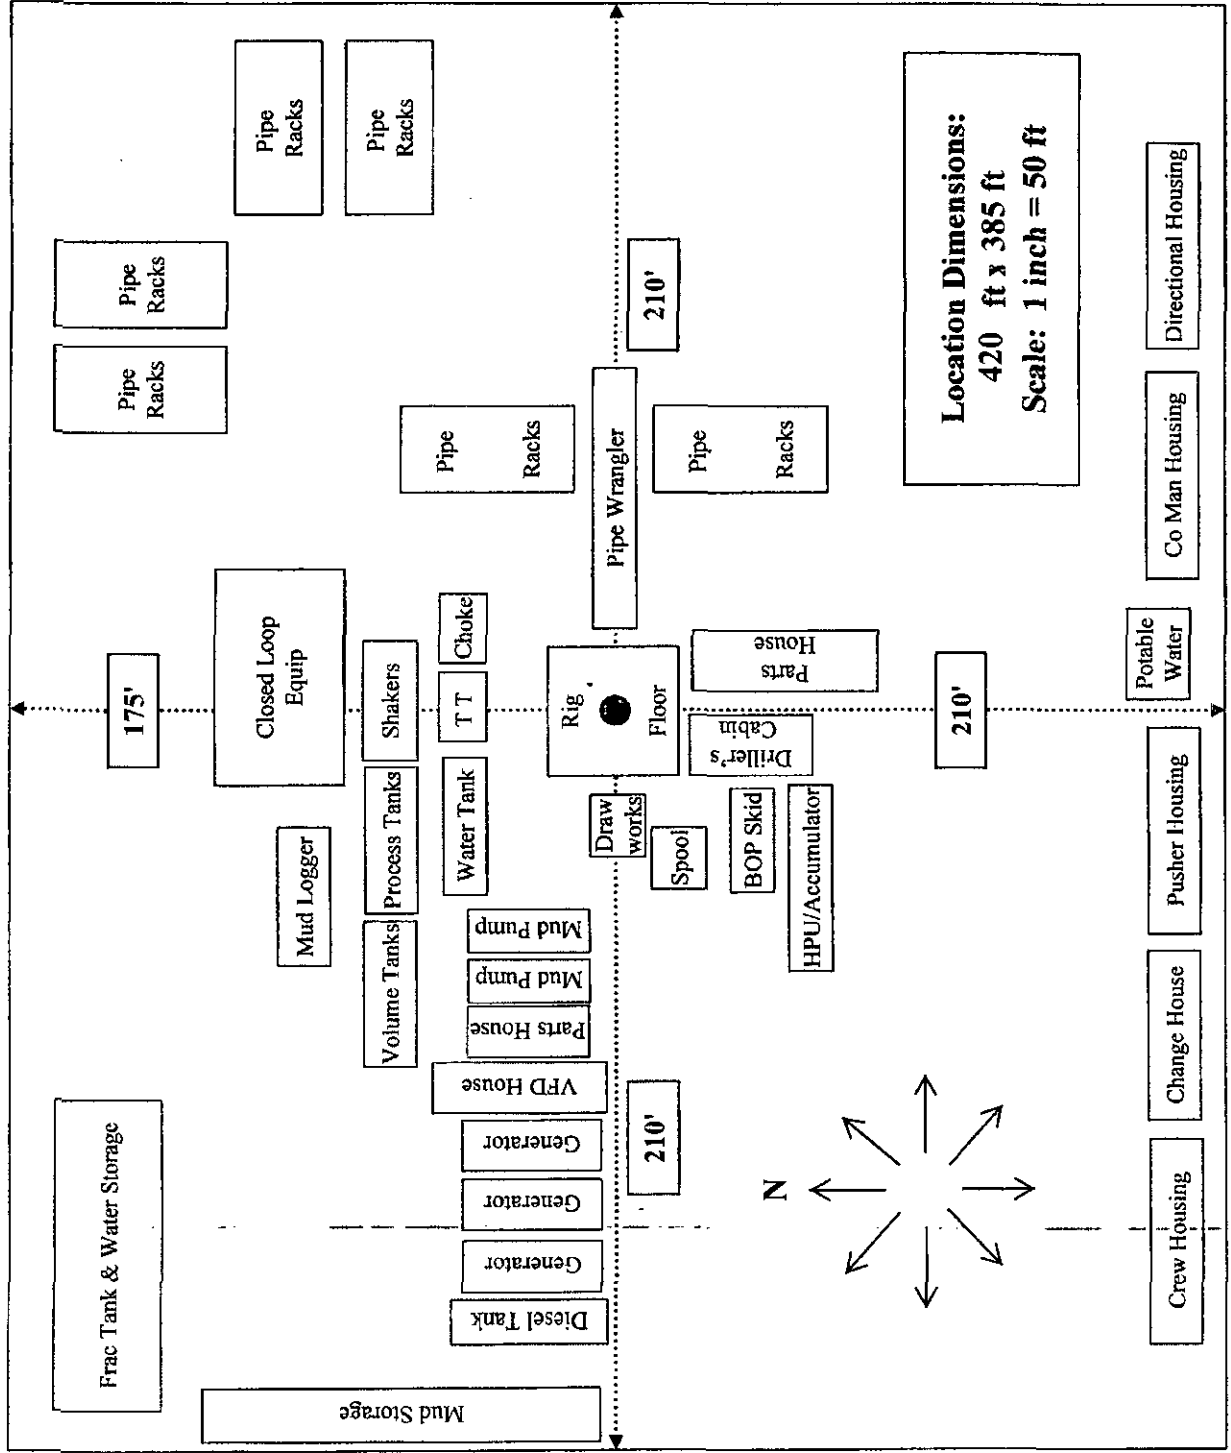 Frac Tank & Water Storage
175'
Pipe
Racks
Pipe
Racks
Pipe
Racks
Pipe
Racks
Mud Logger
Closed Loop
Equip
Mud Storage
Volume Tanks
Process Tanks
Shakers
Water Tank
T T
Choke
Diesel Tank
Generator
Generator
Generator
VFD House
Parts House
Mud Pump
Mud Pump
Pipe
Racks
Draw
works
Rig
Floor
Pipe Wrangler
210'
210'
Spool
BOP Skid
HPU/Accumulator
Driller's
Cabin
Parts
House
Pipe
Racks
N
210'
Location Dimensions:
420 ft x 385 ft
Scale: 1 inch = 50 ft
Crew Housing
Change House
Pusher Housing
Potable
Water
Co Man Housing
Directional Housing